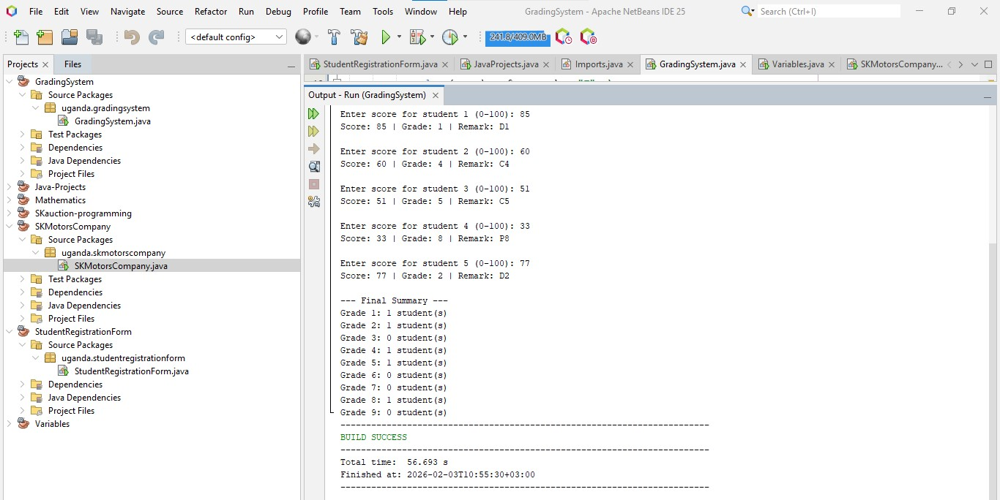 File Edit View Navigate Source Refactor Run Debug Profile Team Tools Window Help
GradingSystem - Apache NetBeans IDE 25
Search (Ctrl+I)
<default config>
241.8/409.0MB
Projects
Files
StudentRegistrationForm.java
JavaProjects.java
Imports.java
GradingSystem.java
Variables.java
SKMotorsCompany...
GradingSystem
Source Packages
uganda.gradingsystem
GradingSystem.java
Test Packages
Dependencies
Java Dependencies
Project Files
Java-Projects
Mathematics
SKauction-programming
SKMotorsCompany
Source Packages
uganda.skmotorscompany
SKMotorsCompany.java
Test Packages
Dependencies
Java Dependencies
Project Files
StudentRegistrationForm
Source Packages
uganda.studentregistrationform
StudentRegistrationForm.java
Dependencies
Java Dependencies
Project Files
Variables
Output - Run (GradingSystem)
Enter score for student 1 (0-100): 85
Score: 85 | Grade: 1 | Remark: D1
Enter score for student 2 (0-100): 60
Score: 60 | Grade: 4 | Remark: C4
Enter score for student 3 (0-100): 51
Score: 51 | Grade: 5 | Remark: C5
Enter score for student 4 (0-100): 33
Score: 33 | Grade: 8 | Remark: P8
Enter score for student 5 (0-100): 77
Score: 77 | Grade: 2 | Remark: D2
--- Final Summary ---
Grade 1: 1 student(s)
Grade 2: 1 student(s)
Grade 3: 0 student(s)
Grade 4: 1 student(s)
Grade 5: 1 student(s)
Grade 6: 0 student(s)
Grade 7: 0 student(s)
Grade 8: 1 student(s)
Grade 9: 0 student(s)
------------------------------------------------------------------------
BUILD SUCCESS
------------------------------------------------------------------------
Total time:  56.693 s
Finished at: 2026-02-03T10:55:30+03:00
------------------------------------------------------------------------